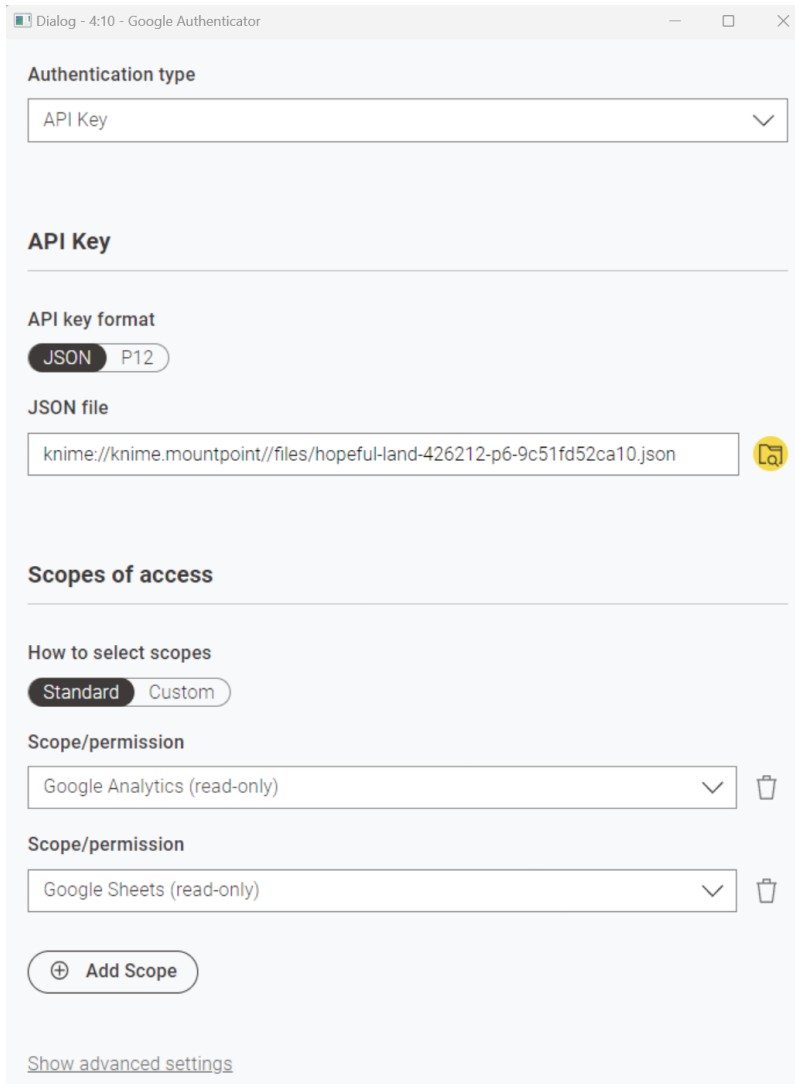 Dialog - 4:10 - Google Authenticator
Authentication type
API Key
API Key
API key format
JSON P12
JSON file
knime://knime.mountpoint//files/hopeful-land-426212-p6-9c51fd52ca10.json
Scopes of access
How to select scopes
Standard Custom
Scope/permission
Google Analytics (read-only)
Scope/permission
Google Sheets (read-only)
Add Scope
Show advanced settings